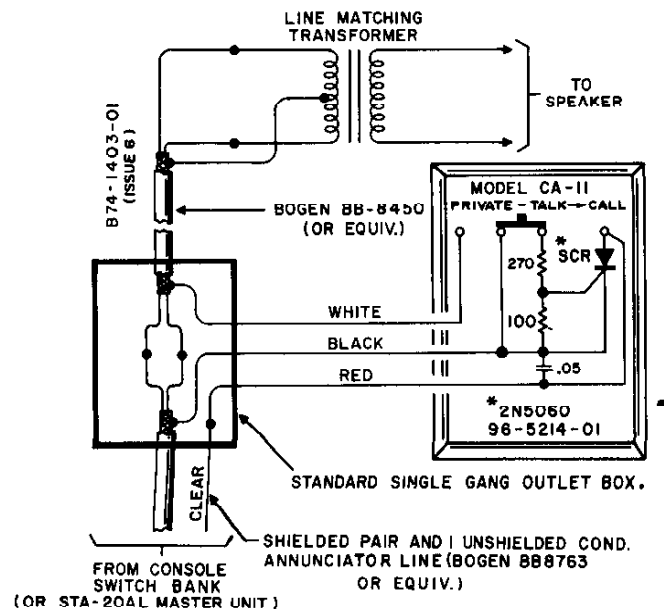 LINE MATCHING
TRANSFORMER
TO
SPEAKER
B74-1403-01
(ISSUE 6)
BOGEN BB-8450
(OR EQUIV.)
MODEL CA-11
PRIVATE - TALK CALL
* SCR
270
100
.05
*2N5060
96-5214-01
WHITE
BLACK
RED
STANDARD SINGLE GANG OUTLET BOX.
CLEAR
SHIELDED PAIR AND 1 UNSHIELDED COND.
ANNUNCIATOR LINE (BOGEN BB8763
OR EQUIV.)
FROM CONSOLE
SWITCH BANK
(OR STA-20AL MASTER UNIT)